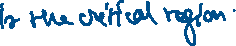 is the critical region.